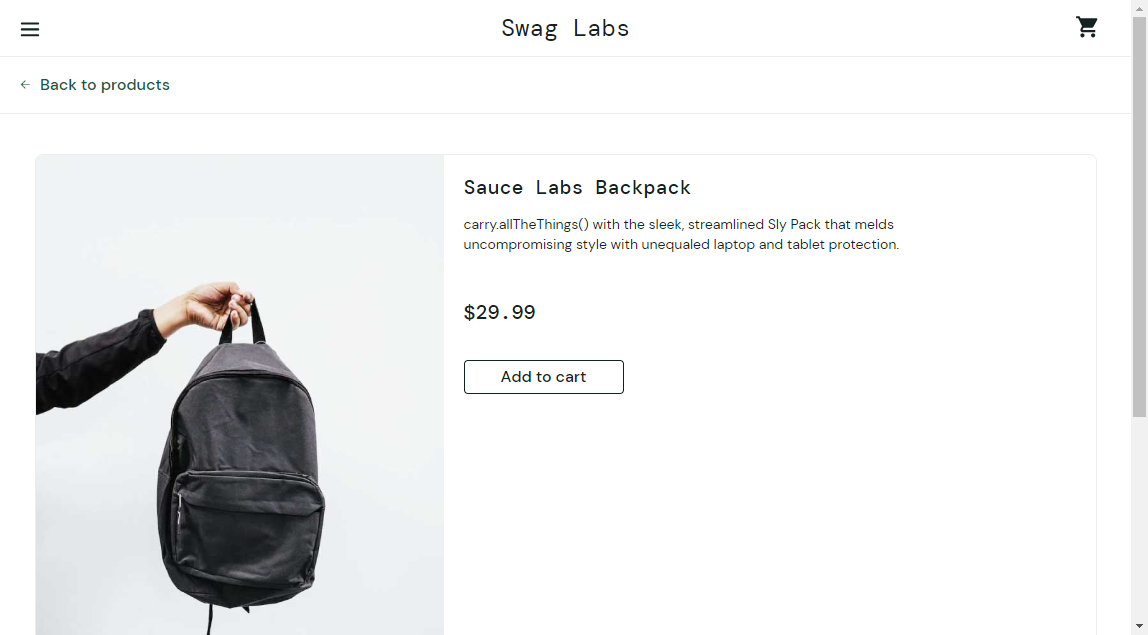 Swag Labs
Back to products
Sauce Labs Backpack
carry.allTheThings() with the sleek, streamlined Sly Pack that melds
uncompromising style with unequaled laptop and tablet protection.
$29.99
Add to cart